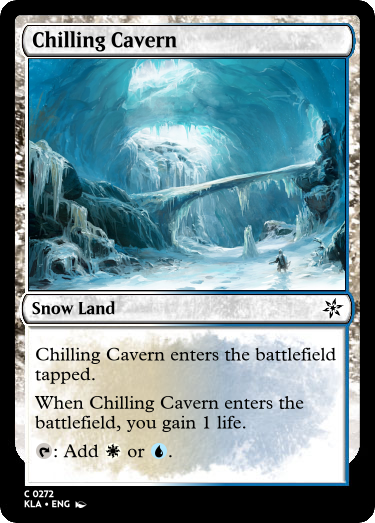 Chilling Cavern
Snow Land
Chilling Cavern enters the battlefield
tapped.
When Chilling Cavern enters the
battlefield, you gain 1 life.
: Add or .
C 0272
KLA • ENG